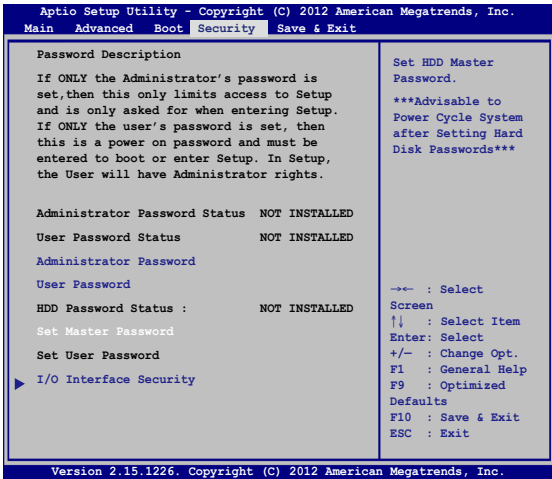 Aptio Setup Utility - Copyright (C) 2012 American Megatrends, Inc.
Main Advanced Boot Security Save & Exit
Password Description
If ONLY the Administrator's password is
set,then this only limits access to Setup
and is only asked for when entering Setup.
If ONLY the user's password is set, then
this is a power on password and must be
entered to boot or enter Setup. In Setup,
the User will have Administrator rights.
Administrator Password Status NOT INSTALLED
User Password Status NOT INSTALLED
Administrator Password
User Password
HDD Password Status : NOT INSTALLED
Set Master Password
Set User Password
I/O Interface Security
Set HDD Master
Password.
***Advisable to
Power Cycle System
after Setting Hard
Disk Passwords***
→← : Select
Screen
↑↓ : Select Item
Enter: Select
+/— : Change Opt.
F1 : General Help
F9 : Optimized
Defaults
F10 : Save & Exit
ESC : Exit
Version 2.15.1226. Copyright (C) 2012 American Megatrends, Inc.